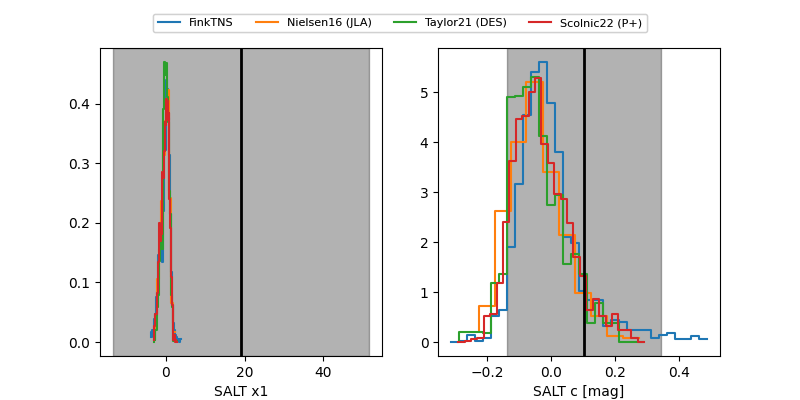 FinkTNS Nielsen16 (JLA) Taylor21 (DES) Scolnic22 (P+)
0.4
0.3
0.2
0.1
0.0
0 20 40
SALT x1
5
4
3
2
1
0
−0.2 0.0 0.2 0.4
SALT c [mag]